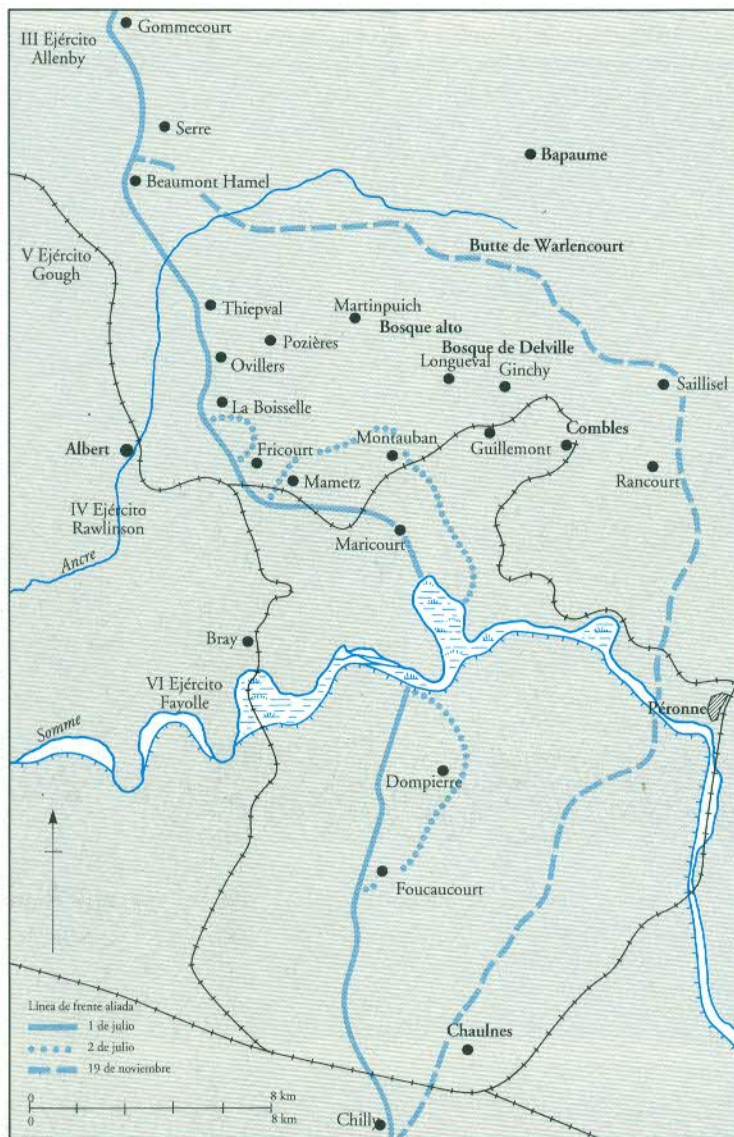 Gommecourt
III Ejército
Allenby
Serre
Bapaume
Beaumont Hamel
V Ejército
Gough
Butte de Warlencourt
Thiepval
Martinpuich
Bosque alto
Pozières
Bosque de Delville
Ovillers
Longueval
Ginchy
Saillisel
La Boisselle
Albert
Fricourt
Montauban
Guillemont
Combles
Mametz
Rancourt
IV Ejército
Rawlinson
Maricourt
Ancre
Bray
VI Ejército
Fayolle
Péronne
Somme
Dompierre
Foucaucourt
Línea de frente aliada
1 de julio
2 de julio
19 de noviembre
Chaulnes
0 8 km
0 8 km
Chilly